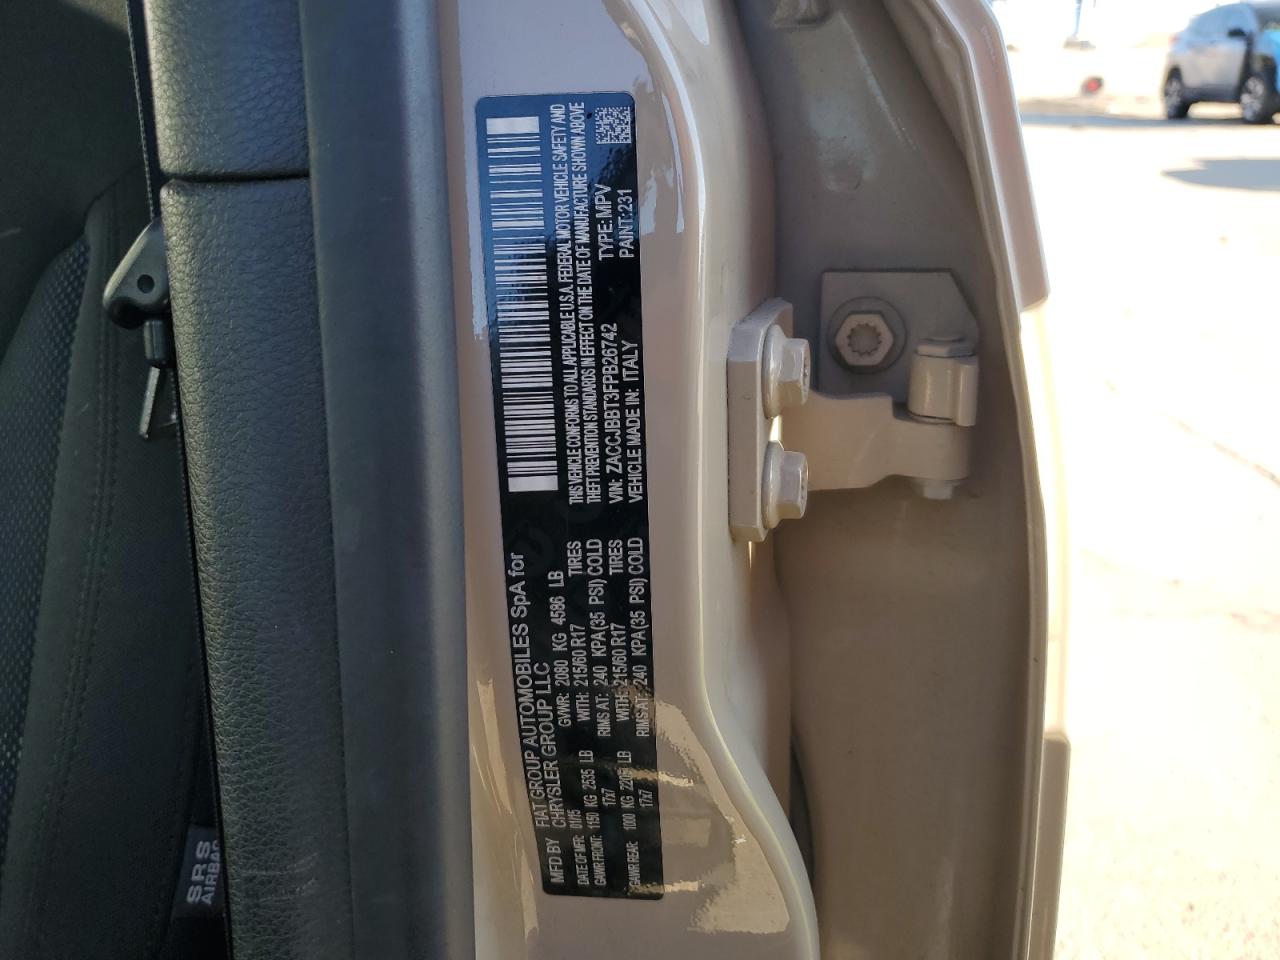 MFD BY FIAT GROUP AUTOMOBILES SpA for
CHRYSLER GROUP LLC
DATE OF MFR: 01/15 GVWR: 2080 KG 4586 LB
GAWR FRONT: 1150 KG 2535 LB WITH: 215/60 R17 TIRES
17x7 RIMS AT: 240 KPA(35 PSI) COLD
GAWR REAR: 1000 KG LB WITH: 215/60 R17 TIRES
17x7 RIMS AT: 240 KPA(35 PSI) COLD
THIS VEHICLE CONFORMS TO ALL APPLICABLE U.S.A. FEDERAL MOTOR VEHICLE SAFETY AND
THEFT PREVENTION STANDARDS IN EFFECT ON THE DATE OF MANUFACTURE SHOWN ABOVE
VIN: ZACCJBBT3FPB26742 TYPE: MPV
VEHICLE MADE IN: ITALY PAINT: 231
SRS
AIRBAG